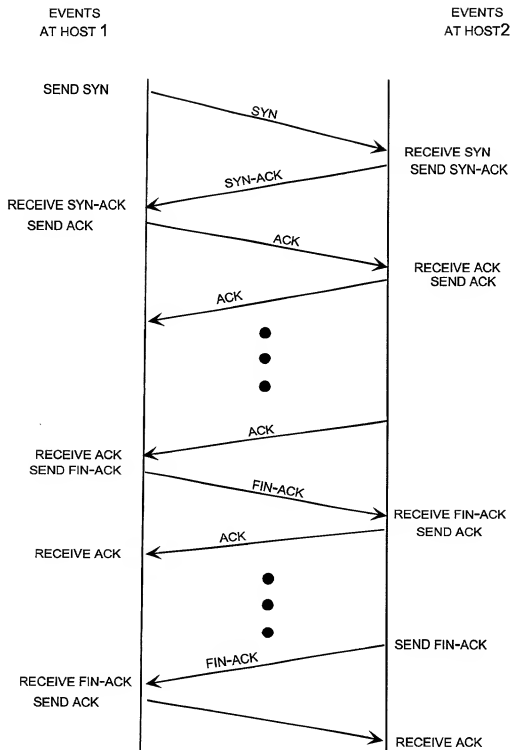 EVENTS
AT HOST 1
EVENTS
AT HOST2
SEND SYN
SYN
RECEIVE SYN
SEND SYN-ACK
SYN-ACK
RECEIVE SYN-ACK
SEND ACK
ACK
RECEIVE ACK
SEND ACK
ACK
ACK
RECEIVE ACK
SEND FIN-ACK
FIN-ACK
RECEIVE FIN-ACK
SEND ACK
ACK
RECEIVE ACK
SEND FIN-ACK
FIN-ACK
RECEIVE FIN-ACK
SEND ACK
RECEIVE ACK